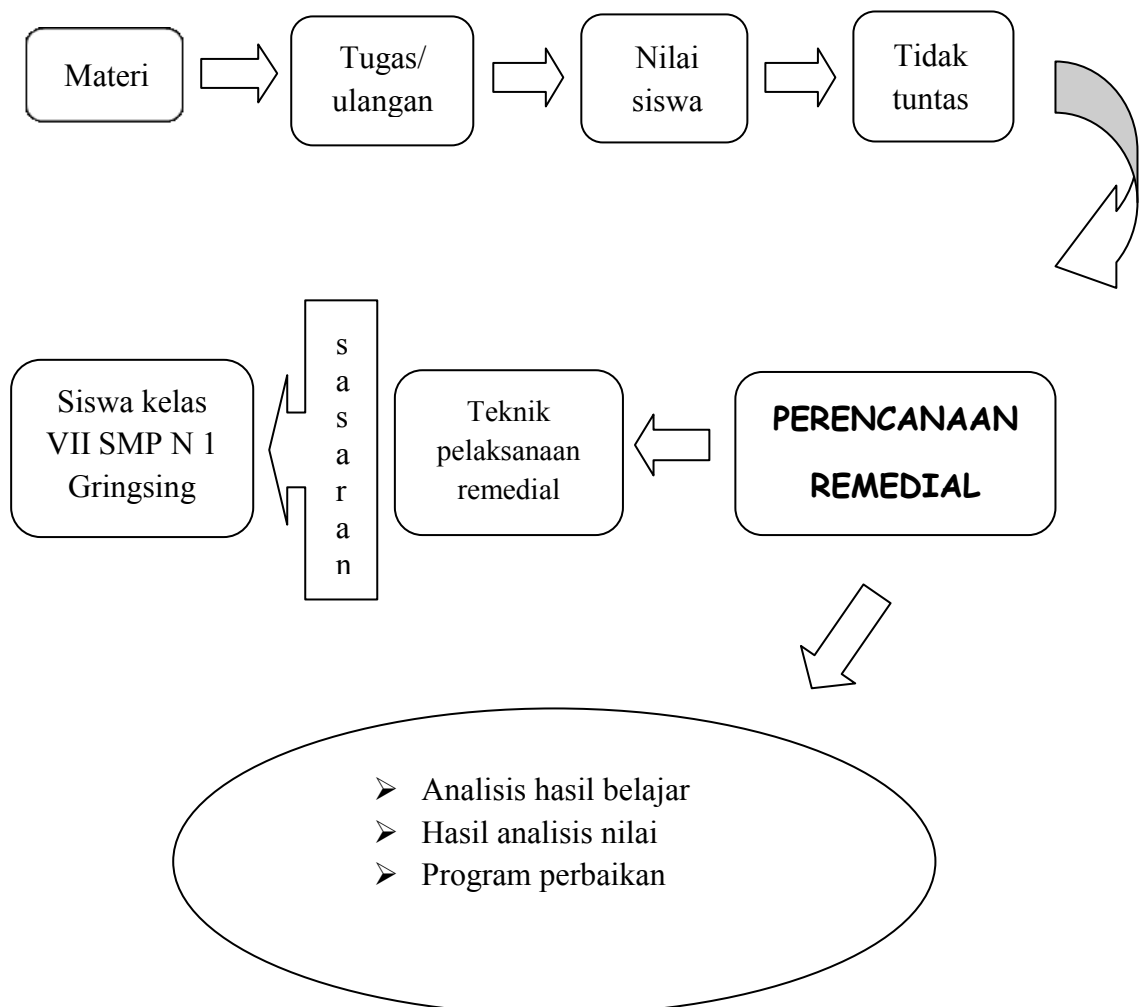 Materi
Tugas/
ulangan
Nilai
siswa
Tidak
tuntas
Siswa kelas
VII SMP N 1
Gringsing
sasaran
Teknik
pelaksanaan
remedial
PERENCANAAN
REMEDIAL
➢ Analisis hasil belajar
➢ Hasil analisis nilai
➢ Program perbaikan